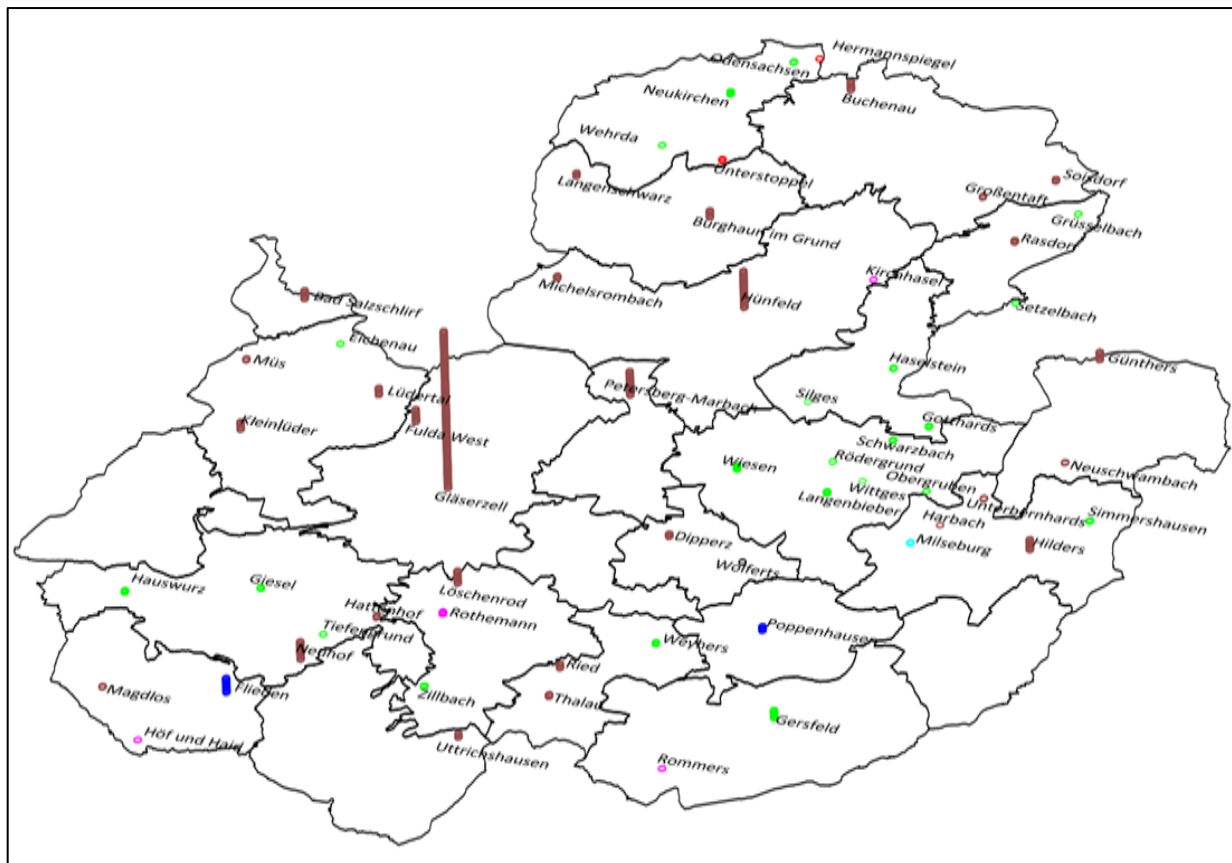 Hermannspiegel
Odensachsen
Neukirchen
Buchenau
Wehrda
Unterstoppel
Langenschwarz
Soisdorf
Großentaft
Grüsselbach
Burghaun im Grund
Rasdorf
Kirchhasel
Michelsrombach
Hünfeld
Bad Salzschlirf
Setzelbach
Eichenau
Müs
Günthers
Haselstein
Lüdertal
Petersberg-Marbach
Silges
Kleinlüder
Fulda West
Gotthards
Schwarzbach
Wiesen
Rödergrund
Neuschwambach
Obergruben
Wittges
Gläserzell
Langenbieber
Unterbernhards
Simmershausen
Harbach
Dipperz
Milseburg
Hilders
Wolferts
Hauswurz
Giesel
Löschenrod
Hattenhof
Rothemann
Tiefengrund
Poppenhausen
Weyhers
Neuhof
Ried
Flieden
Magdlos
Zillbach
Thalau
Gersfeld
Höf und Haid
Uttrichshausen
Rommers